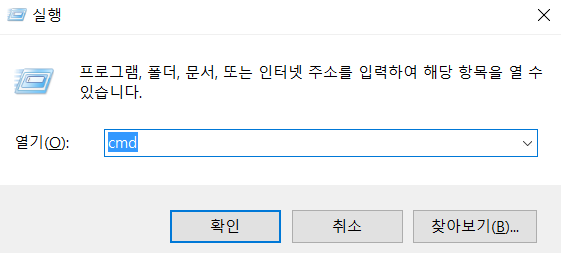 실행
프로그램, 폴더, 문서, 또는 인터넷 주소를 입력하여 해당 항목을 열 수
있습니다.
열기(O): cmd
확인 취소 찾아보기(B)...